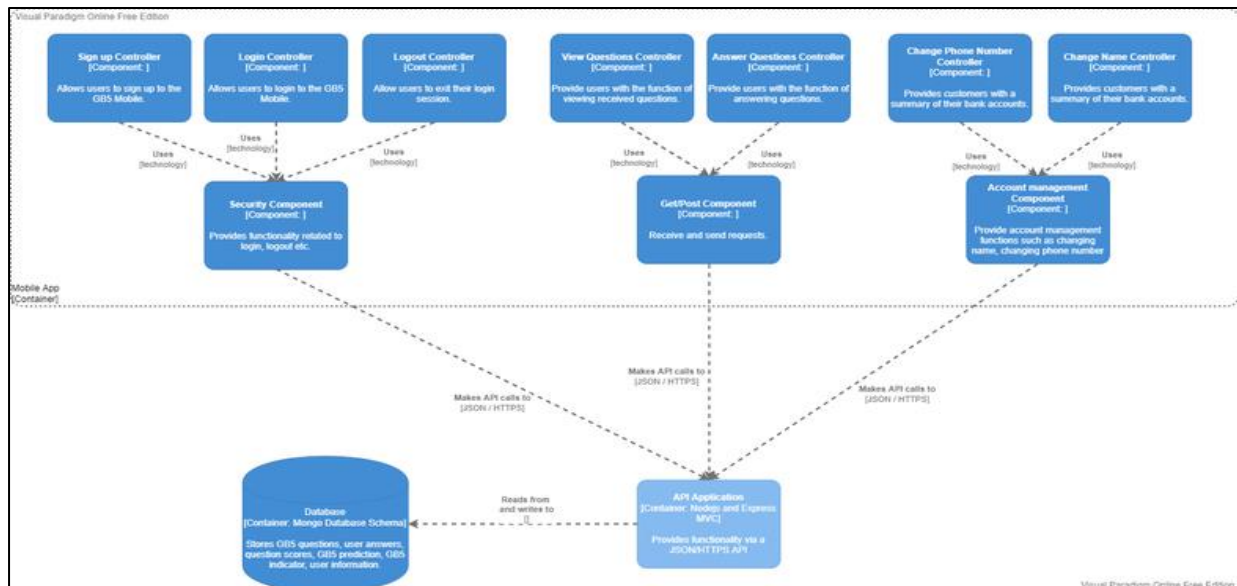 Visual Paradigm Online Free Edition
Sign up Controller
[Component: ]
Allows users to sign up to the
GB5 Mobile.
Login Controller
[Component: ]
Allows users to login to the GB5
Mobile.
Logout Controller
[Component: ]
Allow users to exit their login
session.
View Questions Controller
[Component: ]
Provide users with the function of
viewing received questions.
Answer Questions Controller
[Component: ]
Provide users with the function of
answering questions.
Change Phone Number
Controller
[Component: ]
Provides customers with a
summary of their bank accounts.
Change Name Controller
[Component: ]
Provides customers with a
summary of their bank accounts.
Uses
[technology]
Uses
[technology]
Uses
[technology]
Uses
[technology]
Uses
[technology]
Uses
[technology]
Uses
[technology]
Security Component
[Component: ]
Provides functionality related to
login, logout etc.
Get/Post Component
[Component: ]
Receive and send requests.
Account management
Component
[Component: ]
Provide account management
functions such as changing
name, changing phone number
Mobile App
[Container]
Makes API calls to
[JSON / HTTPS]
Makes API calls to
[JSON / HTTPS]
Makes API calls to
[JSON / HTTPS]
Database
[Container: Mongo Database Schema]
Stores GB5 questions, user answers,
question scores, GB5 prediction, GB5
indicator, user information.
Reads from
and writes to
[]
API Application
[Container: Nodejs and Express
MVC]
Provides functionality via a
JSON/HTTPS API
Visual Paradigm Online Free Edition